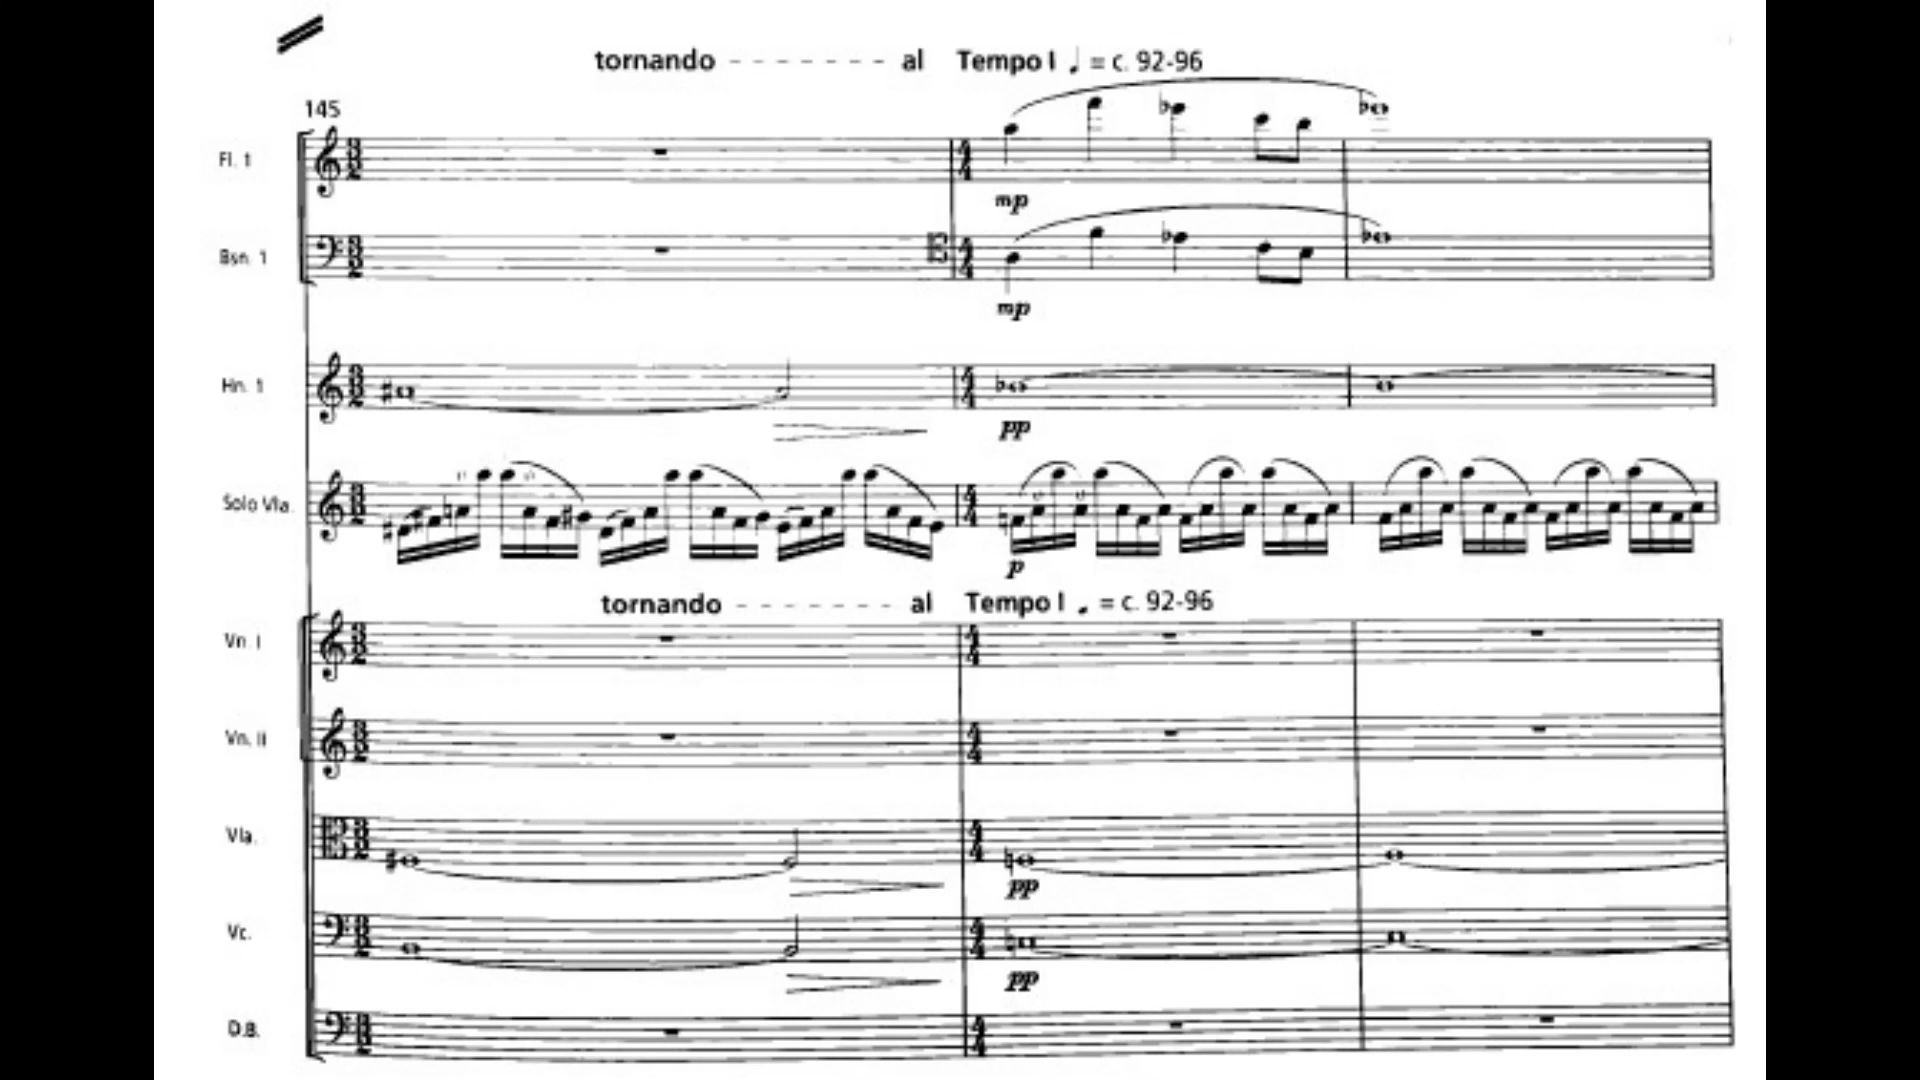 tornando - - - - - - - al Tempo I ♩ = c. 92-96
145
Fl. 1
mp
Bsn. 1
mp
Hn. 1
pp
Solo Vla.
p
tornando - - - - - - - al Tempo I ♩ = c. 92-96
Vn. I
Vn. II
Vla.
pp
Vc.
pp
D.B.